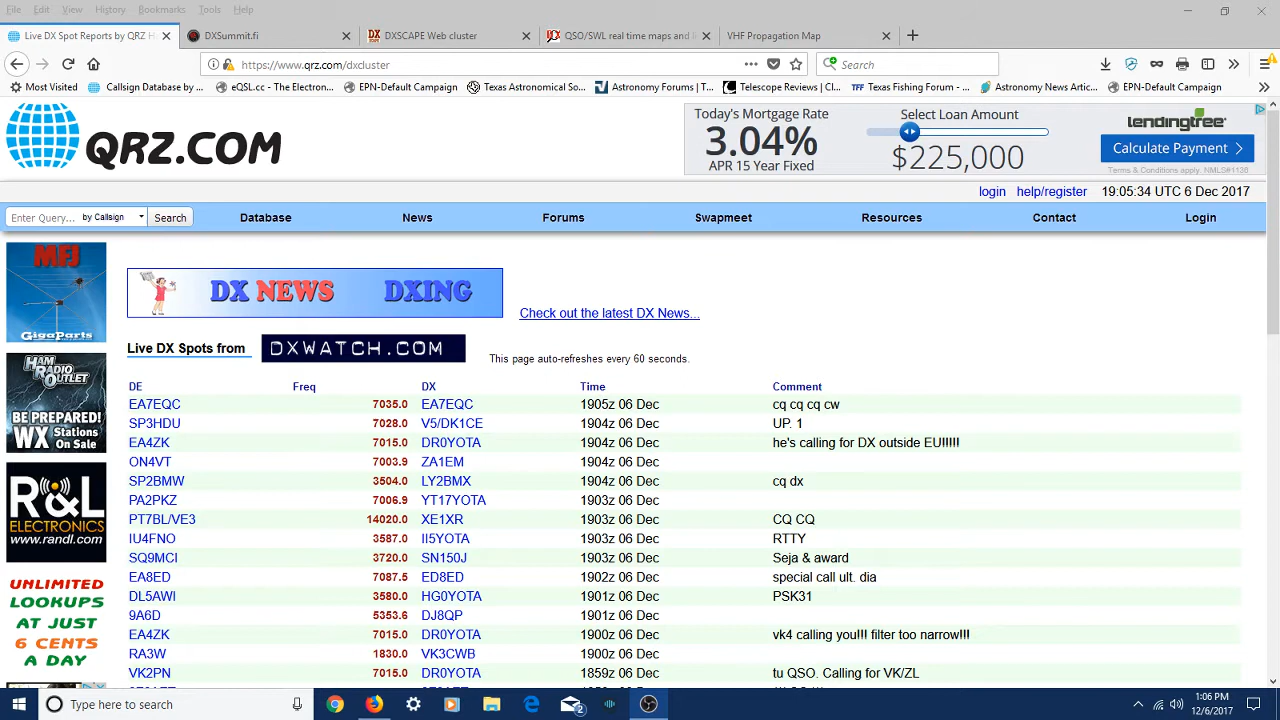 File Edit View History Bookmarks Tools Help
Live DX Spot Reports by QRZ H
DXSummit.fi
DX DXSCAPE Web cluster
QSO/SWL real time maps and l
VHF Propagation Map
https://www.qrz.com/dxcluster
Search
Most Visited
Callsign Database by ...
eQSL.cc - The Electron...
EPN-Default Campaign
Texas Astronomical So...
Astronomy Forums | T...
Telescope Reviews | Cl...
TFF Texas Fishing Forum - ...
Astronomy News Artic...
EPN-Default Campaign
QRZ.COM
Today's Mortgage Rate
3.04%
APR 15 Year Fixed
Select Loan Amount
$225,000
lendingtree
Calculate Payment
Terms & Conditions apply. NMLS#1136
login help/register 19:05:34 UTC 6 Dec 2017
Enter Query... by Callsign Search Database News Forums Swapmeet Resources Contact Login
MFJ
GigaParts
HAM RADIO OUTLET
BE PREPARED!
WX Stations On Sale
R&L
ELECTRONICS
www.randl.com
UNLIMITED
LOOKUPS
AT JUST
6 CENTS
A DAY
DX NEWS DXING
Check out the latest DX News...
Live DX Spots from DXWATCH.COM This page auto-refreshes every 60 seconds.
DE Freq DX Time Comment
EA7EQC 7035.0 EA7EQC 1905z 06 Dec cq cq cq cw
SP3HDU 7028.0 V5/DK1CE 1904z 06 Dec UP. 1
EA4ZK 7015.0 DR0YOTA 1904z 06 Dec he's calling for DX outside EU!!!!!
ON4VT 7003.9 ZA1EM 1904z 06 Dec
SP2BMW 3504.0 LY2BMX 1904z 06 Dec cq dx
PA2PKZ 7006.9 YT17YOTA 1903z 06 Dec
PT7BL/VE3 14020.0 XE1XR 1903z 06 Dec CQ CQ
IU4FNO 3587.0 II5YOTA 1903z 06 Dec RTTY
SQ9MCI 3720.0 SN150J 1903z 06 Dec Seja & award
EA8ED 7087.5 ED8ED 1902z 06 Dec special call ult. dia
DL5AWI 3580.0 HG0YOTA 1901z 06 Dec PSK31
9A6D 5353.6 DJ8QP 1901z 06 Dec
EA4ZK 7015.0 DR0YOTA 1900z 06 Dec vk4 calling you!!! filter too narrow!!!
RA3W 1830.0 VK3CWB 1900z 06 Dec
VK2PN 7015.0 DR0YOTA 1859z 06 Dec tu QSO. Calling for VK/ZL
Type here to search
2
1:06 PM
12/6/2017